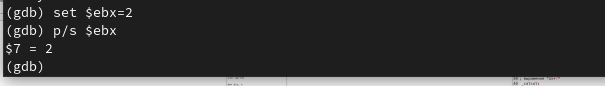 (gdb) set $ebx=2
(gdb) p/s $ebx
$7 = 2
(gdb)